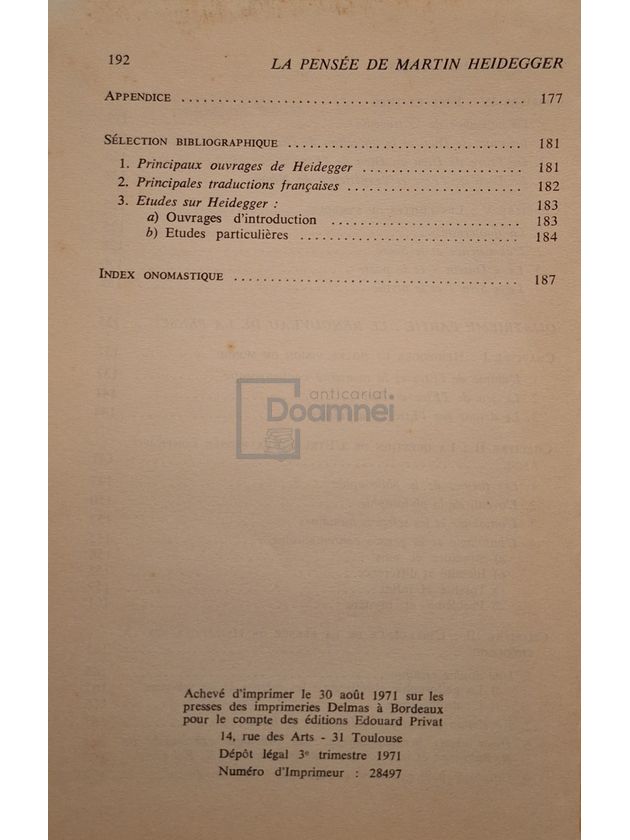 192 LA PENSÉE DE MARTIN HEIDEGGER
APPENDICE ............................................. 177
SÉLECTION BIBLIOGRAPHIQUE ................................ 181
1. Principaux ouvrages de Heidegger ...................... 181
2. Principales traductions françaises ........................ 182
3. Etudes sur Heidegger : 183
a) Ouvrages d'introduction .......................... 183
b) Etudes particulières .............................. 184
INDEX ONOMASTIQUE ....................................... 187
anticariat
Doamnei
Achevé d'imprimer le 30 août 1971 sur les
presses des imprimeries Delmas à Bordeaux
pour le compte des éditions Edouard Privat
14, rue des Arts - 31 Toulouse
Dépôt légal 3e trimestre 1971
Numéro d'Imprimeur : 28497